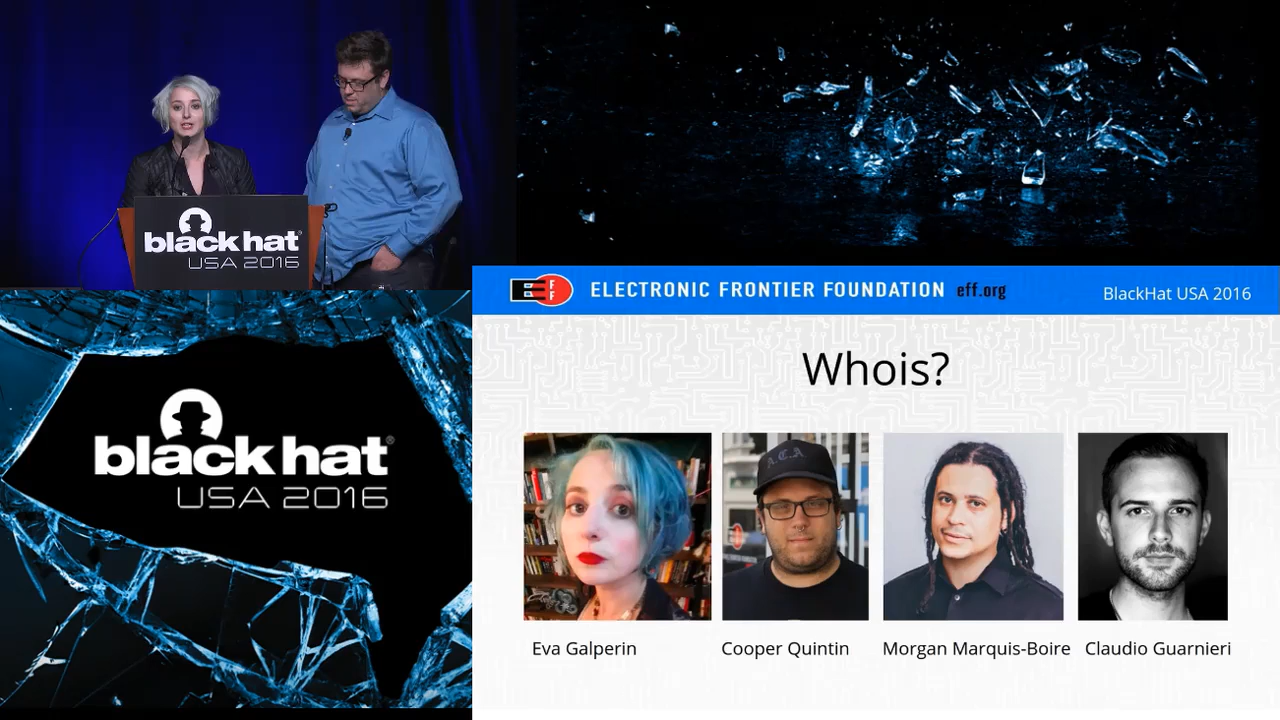 black hat
USA 2016
black hat®
USA 2016
EFF
ELECTRONIC FRONTIER FOUNDATION eff.org
BlackHat USA 2016
Whois?
A.C.A
Eva Galperin
Cooper Quintin
Morgan Marquis-Boire
Claudio Guarnieri